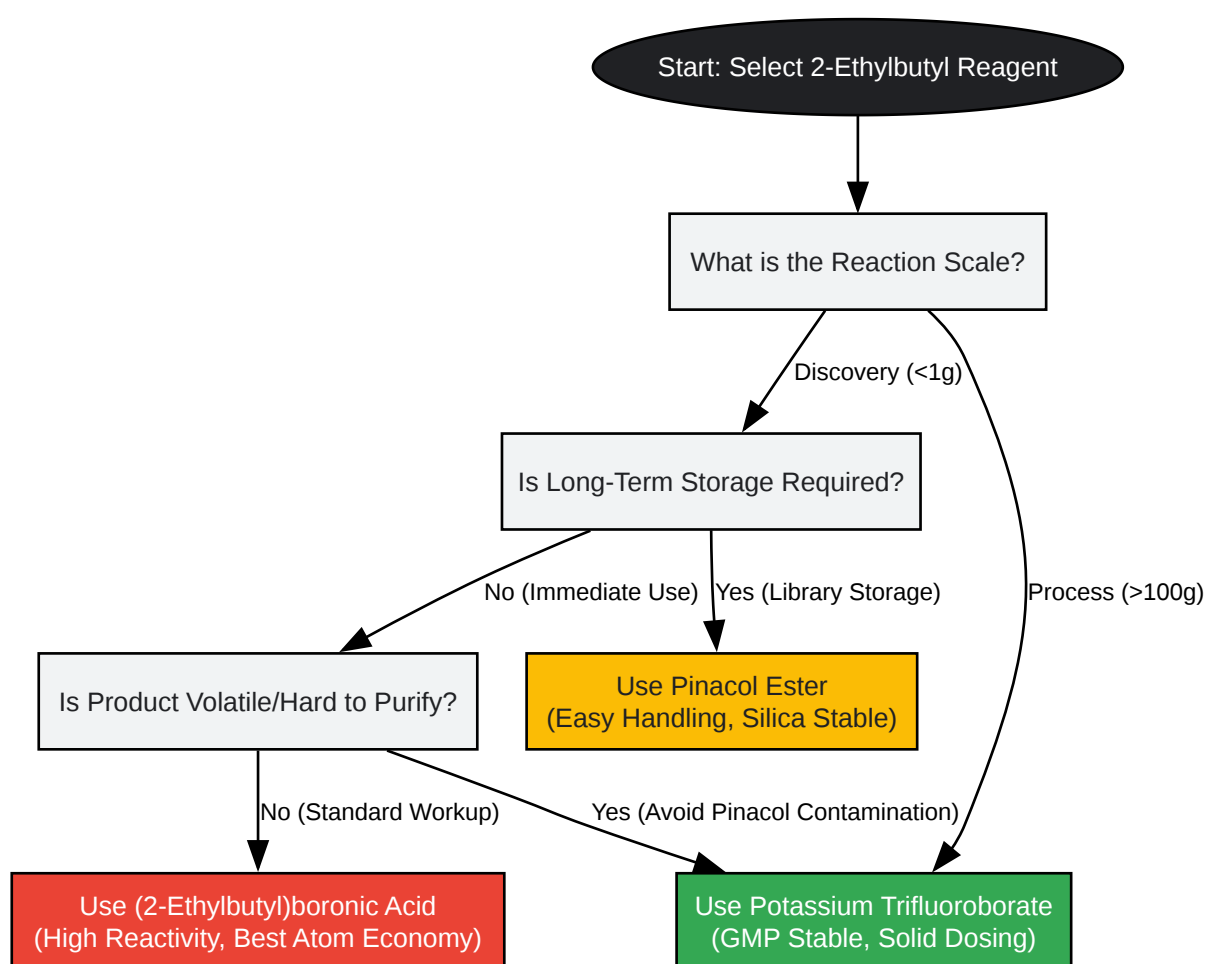 Start: Select 2-Ethylbutyl Reagent
What is the Reaction Scale?
Discovery (<1g)
Is Long-Term Storage Required?
No (Immediate Use)
Yes (Library Storage)
Process (>100g)
Is Product Volatile/Hard to Purify?
Use Pinacol Ester
(Easy Handling, Silica Stable)
No (Standard Workup)
Yes (Avoid Pinacol Contamination)
Use (2-Ethylbutyl)boronic Acid
(High Reactivity, Best Atom Economy)
Use Potassium Trifluoroborate
(GMP Stable, Solid Dosing)